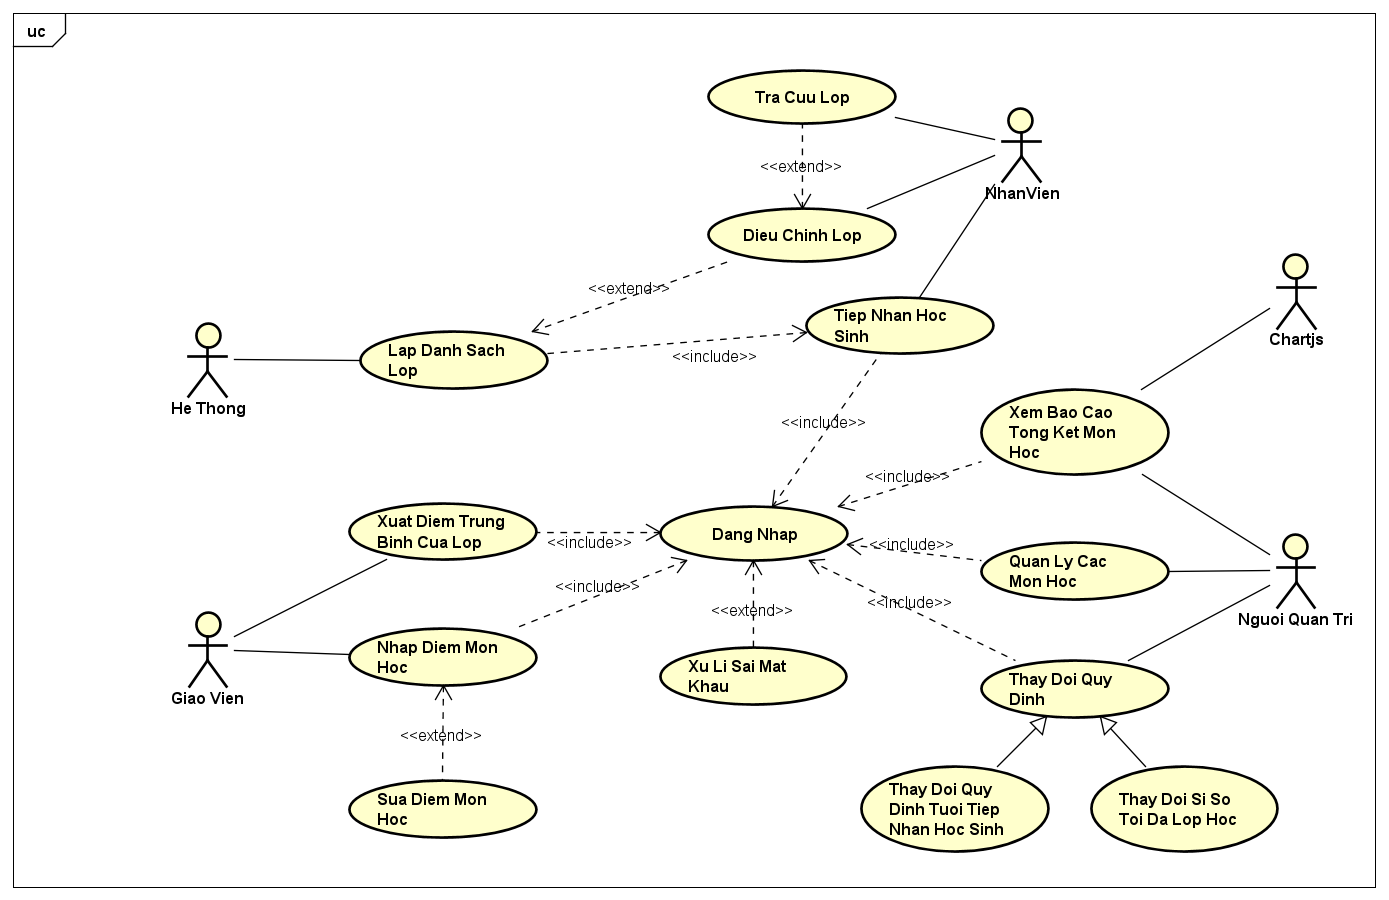 uc
Tra Cuu Lop
<<extend>>
NhanVien
Dieu Chinh Lop
<<extend>>
Tiep Nhan Hoc
Sinh
Chartjs
Lap Danh Sach
Lop
<<include>>
He Thong
<<include>>
Xem Bao Cao
Tong Ket Mon
Hoc
<<include>>
Xuat Diem Trung
Binh Cua Lop
<<include>>
Dang Nhap
<<include>>
Quan Ly Cac
Mon Hoc
<<include>>
<<extend>>
<<include>>
Nguoi Quan Tri
Nhap Diem Mon
Hoc
Giao Vien
Xu Li Sai Mat
Khau
Thay Doi Quy
Dinh
<<extend>>
Sua Diem Mon
Hoc
Thay Doi Quy
Dinh Tuoi Tiep
Nhan Hoc Sinh
Thay Doi Si So
Toi Da Lop Hoc